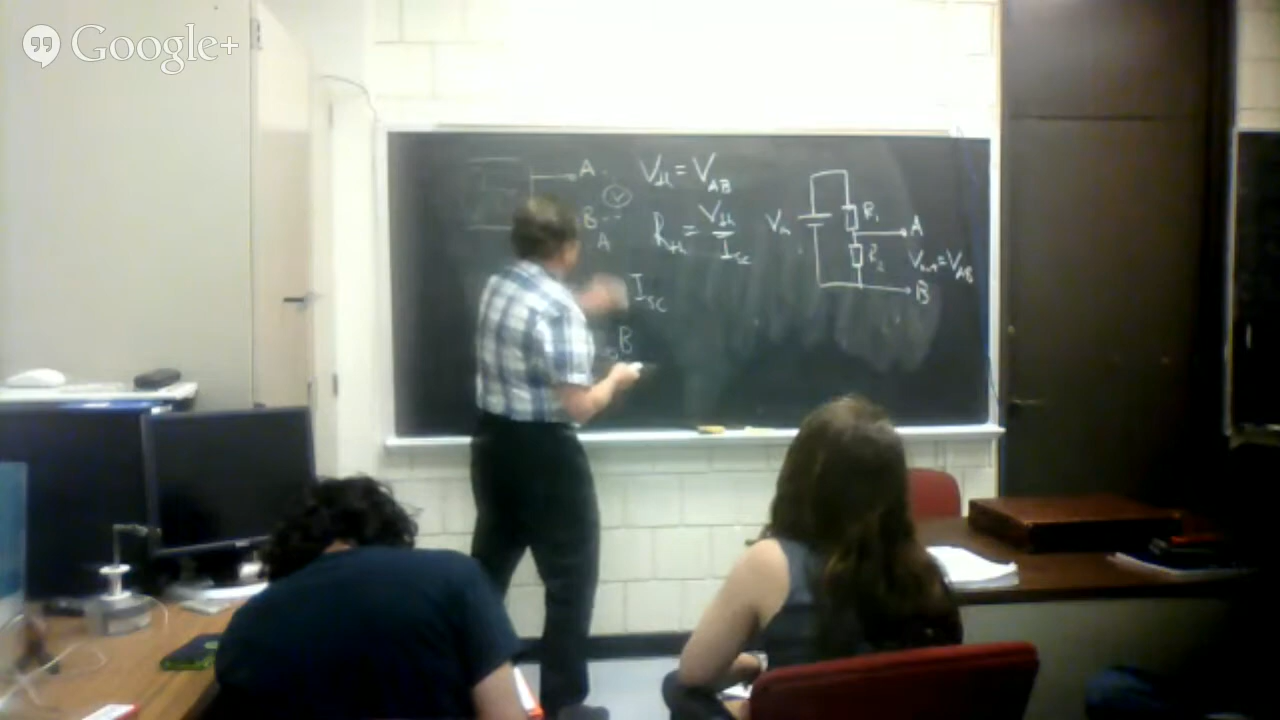 Google+
A
V_th = V_AB
B
A
R_th = V_th / I_sc
I_sc
B
V_in
R_1
A
R_2
V_out = V_AB
B